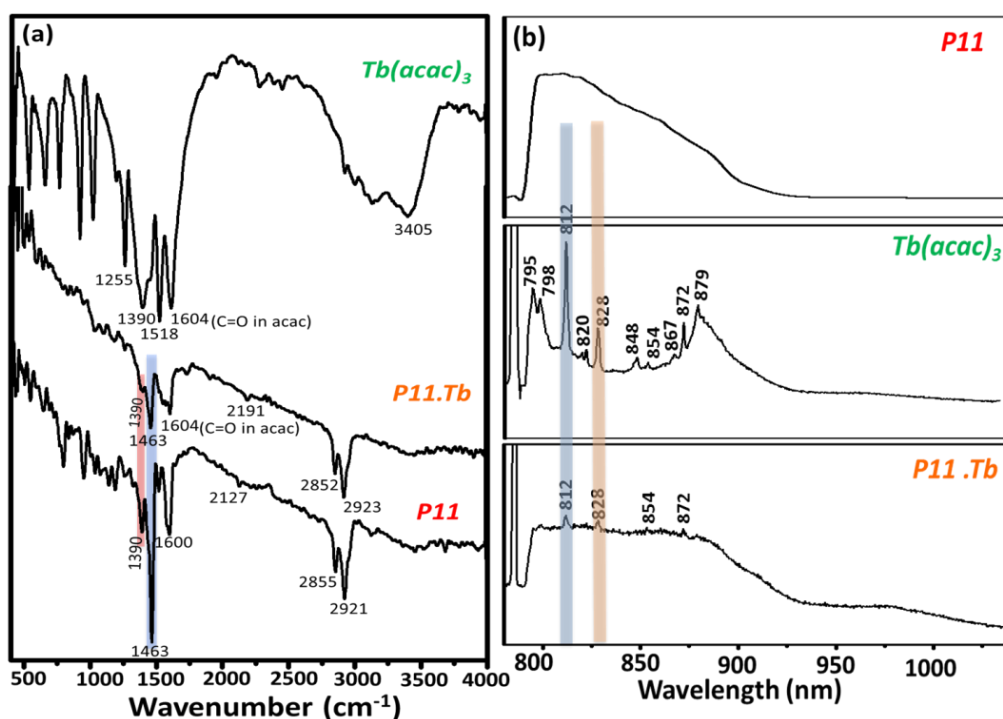 (a)
Tb(acac)3
3405
1255
1390
1518
1604 (C=O in acac)
P11.Tb
1390
1463
1604 (C=O in acac)
2191
2852
2923
P11
1390
1463
1600
2127
2855
2921
500 1000 1500 2000 2500 3000 3500 4000
Wavenumber (cm-1)
(b)
P11
Tb(acac)3
795
798
812
820
828
848
854
867
872
879
P11 .Tb
812
828
854
872
800 850 900 950 1000
Wavelength (nm)